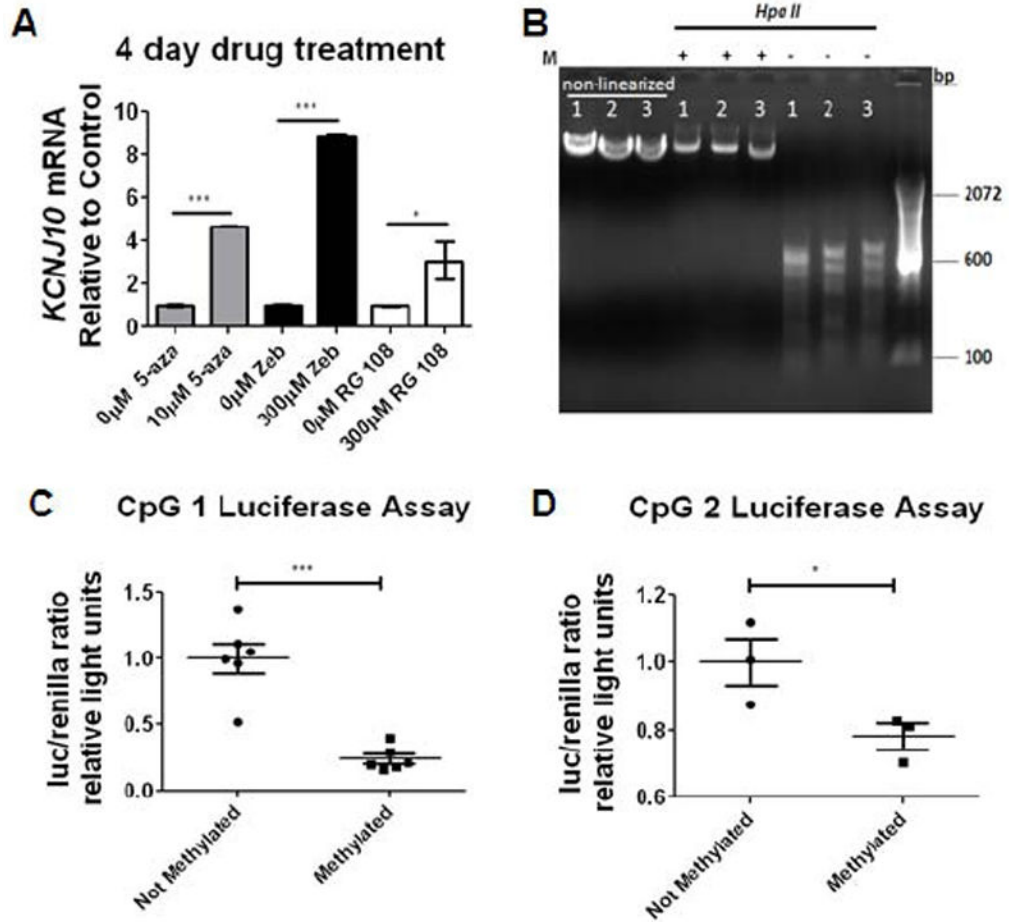 A
4 day drug treatment
KCNJ10 mRNA
Relative to Control
10
8
6
4
2
0
***
***
*
0µM 5-aza
10µM 5-aza
0µM Zeb
300µM Zeb
0µM RG 108
300µM RG 108
B
Hpa II
M + + + - - -
bp
non-linearized
1 2 3 1 2 3 1 2 3
2072
600
100
C
CpG 1 Luciferase Assay
luc/renilla ratio
relative light units
1.5
1.0
0.5
0.0
***
Not Methylated
Methylated
D
CpG 2 Luciferase Assay
luc/renilla ratio
relative light units
1.2
1.0
0.8
0.6
*
Not Methylated
Methylated